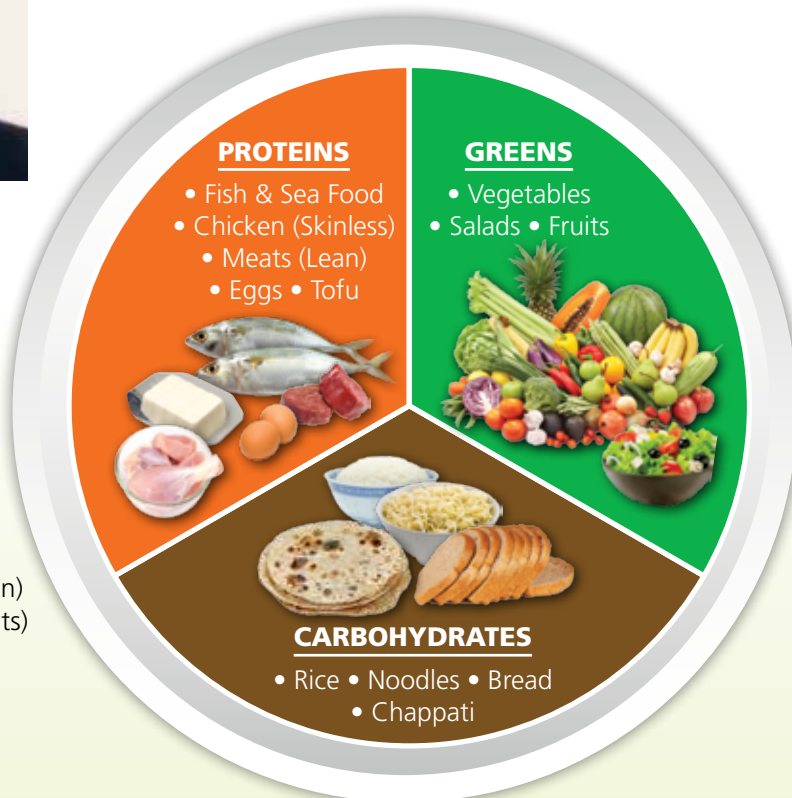 PROTEINS
• Fish & Sea Food
• Chicken (Skinless)
• Meats (Lean)
• Eggs • Tofu
GREENS
• Vegetables
• Salads • Fruits
n)
ts)
CARBOHYDRATES
• Rice • Noodles • Bread
• Chappati